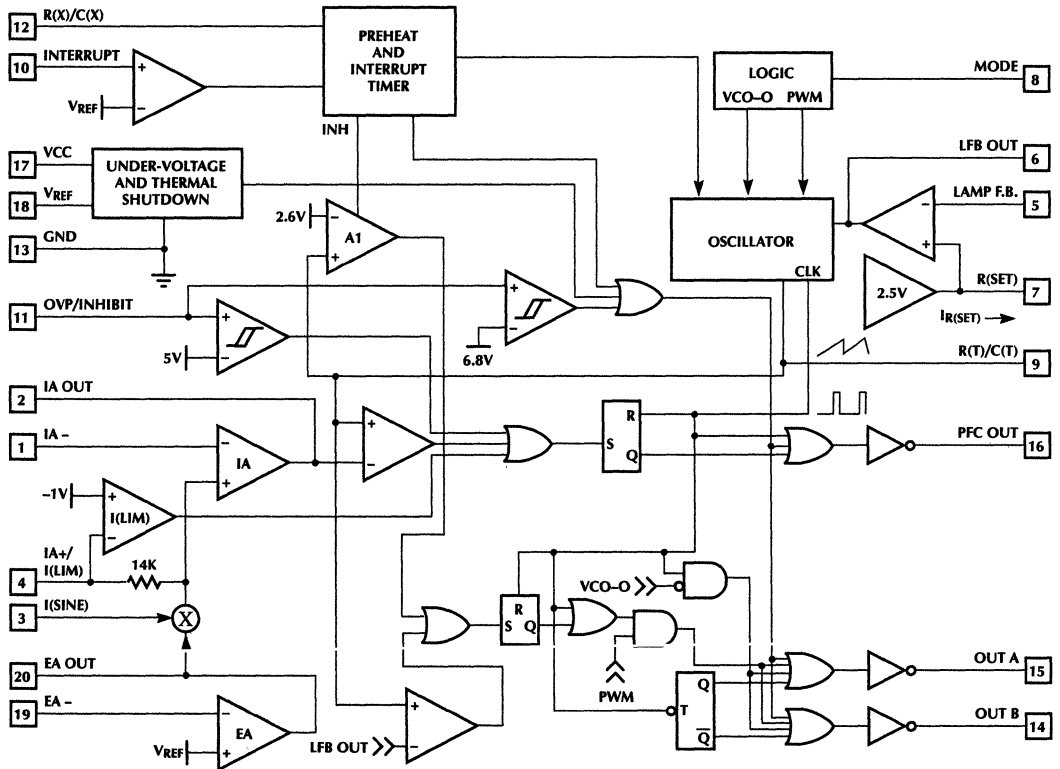 12 R(X)/C(X)
10 INTERRUPT
+
VREF
−
PREHEAT
AND
INTERRUPT
TIMER
INH
LOGIC
VCO–O PWM
MODE 8
LFB OUT 6
LAMP F.B. 5
−
+
R(SET) 7
IR(SET)
2.5V
17 VCC
18 VREF
13 GND
UNDER-VOLTAGE
AND THERMAL
SHUTDOWN
2.6V
−
A1
+
OSCILLATOR
CLK
11 OVP/INHIBIT
+
5V
−
+
−
6.8V
R(T)/C(T) 9
2 IA OUT
1 IA –
−
IA
+
+
−
R
S
Q
PFC OUT 16
–1V
+
I(LIM)
−
IA+/
I(LIM)
4
14K
3 I(SINE)
X
20 EA OUT
19 EA –
−
EA
VREF
+
LFB OUT
+
−
R
S Q
VCO–O
PWM
Q
T
Q
OUT A 15
OUT B 14